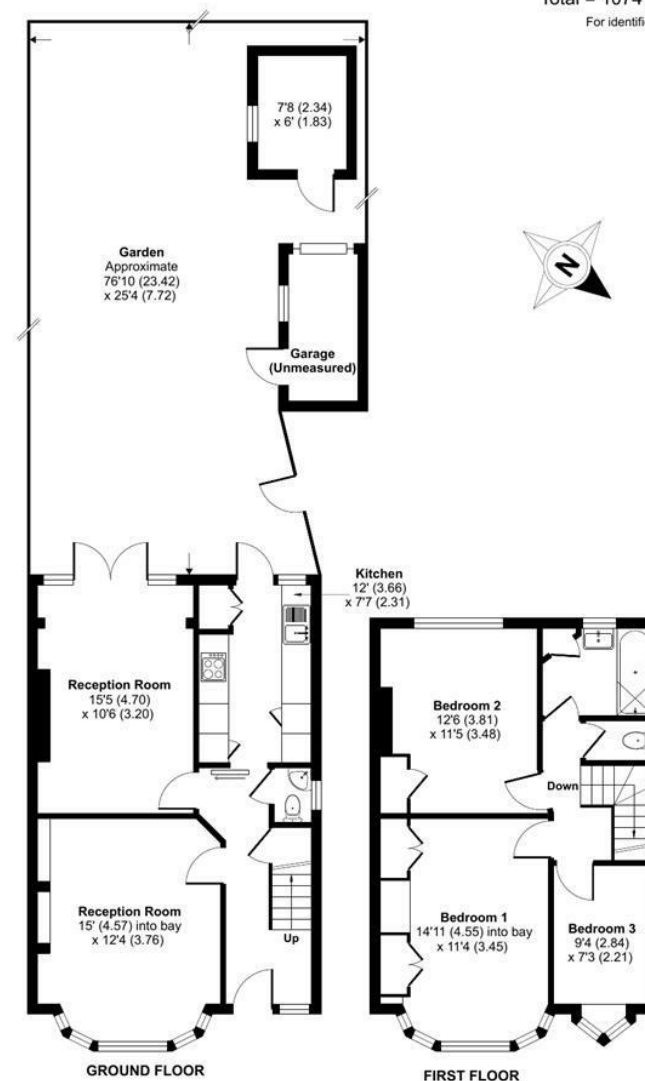 Total = 1074
For identifi
7'8 (2.34)
x 6' (1.83)
N
Garden
Approximate
76'10 (23.42)
x 25'4 (7.72)
Garage
(Unmeasured)
Kitchen
12' (3.66)
x 7'7 (2.31)
Reception Room
15'5 (4.70)
x 10'6 (3.20)
Reception Room
15' (4.57) into bay
x 12'4 (3.76)
Up
GROUND FLOOR
Bedroom 2
12'6 (3.81)
x 11'5 (3.48)
Down
Bedroom 1
14'11 (4.55) into bay
x 11'4 (3.45)
Bedroom 3
9'4 (2.84)
x 7'3 (2.21)
FIRST FLOOR